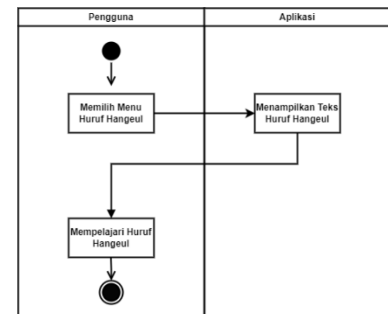 Pengguna
Aplikasi
Memilih Menu
Huruf Hangeul
Menampilkan Teks
Huruf Hangeul
Mempelajari Huruf
Hangeul